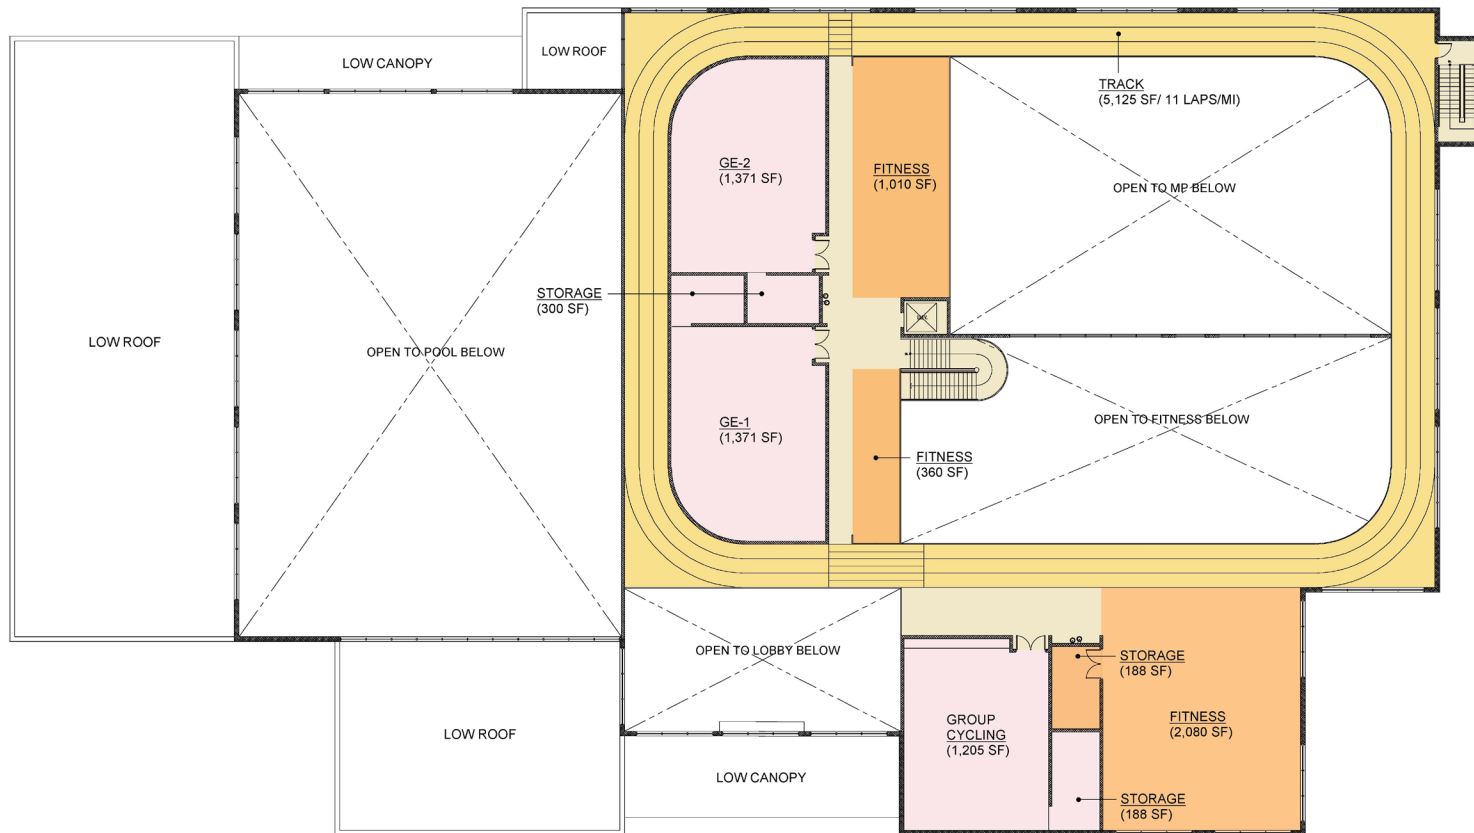 LOW ROOF
LOW CANOPY
TRACK
(5,125 SF/ 11 LAPS/MI)
GE-2
(1,371 SF)
FITNESS
(1,010 SF)
OPEN TO MP BELOW
STORAGE
(300 SF)
LOW ROOF
OPEN TO POOL BELOW
GE-1
(1,371 SF)
OPEN TO FITNESS BELOW
FITNESS
(360 SF)
OPEN TO LOBBY BELOW
STORAGE
(188 SF)
LOW ROOF
GROUP
CYCLING
(1,205 SF)
FITNESS
(2,080 SF)
LOW CANOPY
STORAGE
(188 SF)